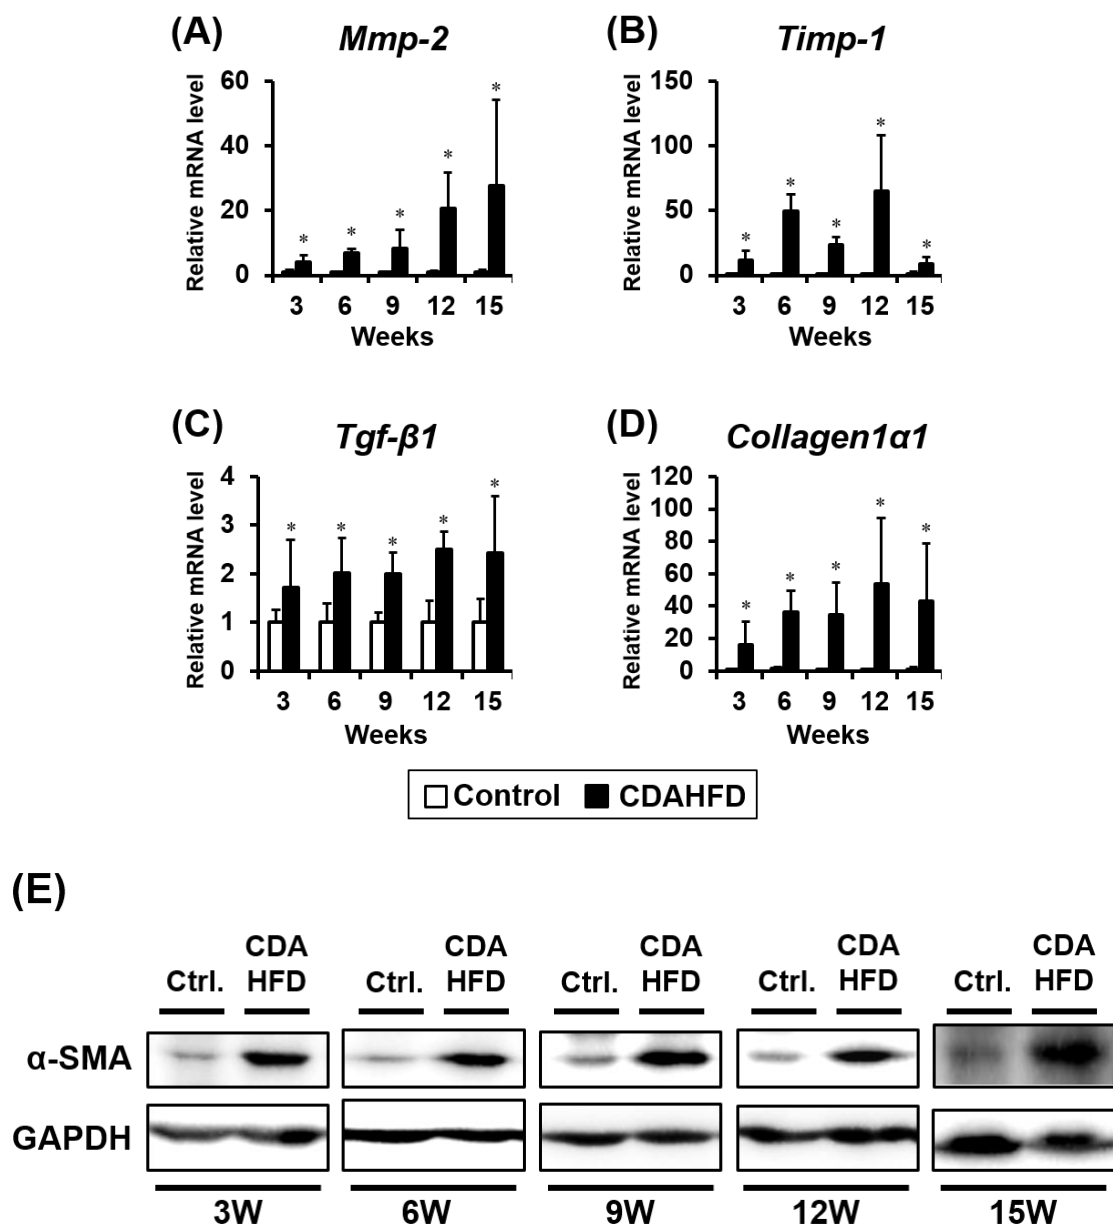 (A)
Mmp-2
Relative mRNA level
60
40
20
0
*
*
*
*
*
3 6 9 12 15
Weeks
(B)
Timp-1
Relative mRNA level
150
100
50
0
*
*
*
*
*
3 6 9 12 15
Weeks
(C)
Tgf-β1
Relative mRNA level
4
3
2
1
0
*
*
*
*
*
3 6 9 12 15
Weeks
(D)
Collagen1α1
Relative mRNA level
120
100
80
60
40
20
0
*
*
*
*
*
3 6 9 12 15
Weeks
Control CDAHFD
(E)
Ctrl. CDA HFD Ctrl. CDA HFD Ctrl. CDA HFD Ctrl. CDA HFD Ctrl. CDA HFD
α-SMA
GAPDH
3W 6W 9W 12W 15W